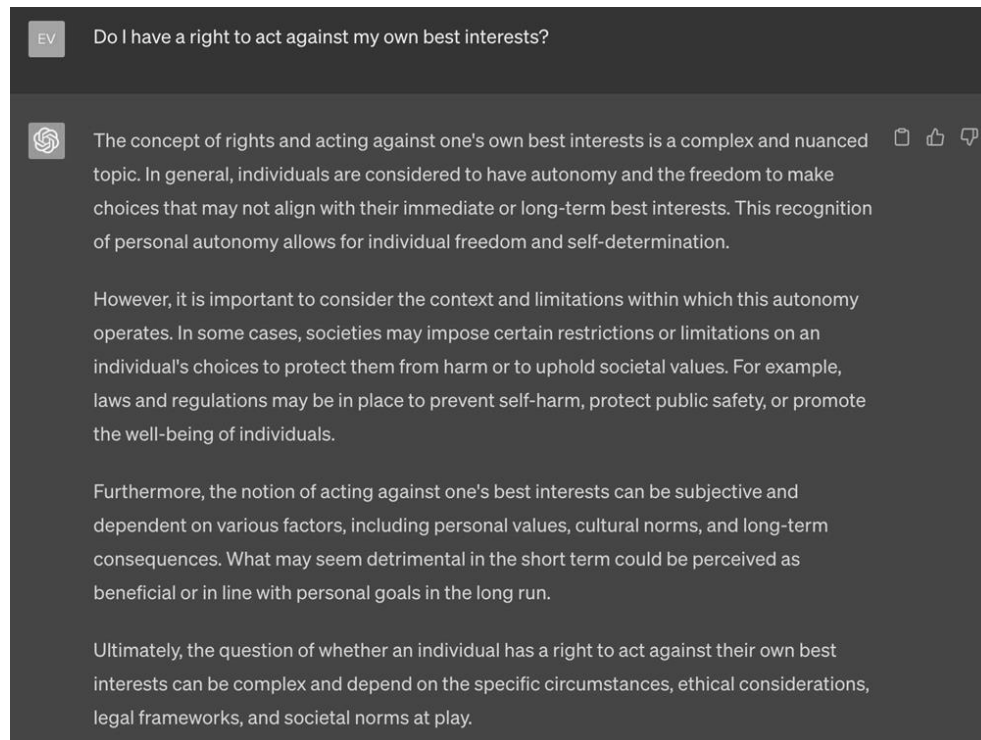 EV
Do I have a right to act against my own best interests?
The concept of rights and acting against one's own best interests is a complex and nuanced
topic. In general, individuals are considered to have autonomy and the freedom to make
choices that may not align with their immediate or long-term best interests. This recognition
of personal autonomy allows for individual freedom and self-determination.
However, it is important to consider the context and limitations within which this autonomy
operates. In some cases, societies may impose certain restrictions or limitations on an
individual's choices to protect them from harm or to uphold societal values. For example,
laws and regulations may be in place to prevent self-harm, protect public safety, or promote
the well-being of individuals.
Furthermore, the notion of acting against one's best interests can be subjective and
dependent on various factors, including personal values, cultural norms, and long-term
consequences. What may seem detrimental in the short term could be perceived as
beneficial or in line with personal goals in the long run.
Ultimately, the question of whether an individual has a right to act against their own best
interests can be complex and depend on the specific circumstances, ethical considerations,
legal frameworks, and societal norms at play.